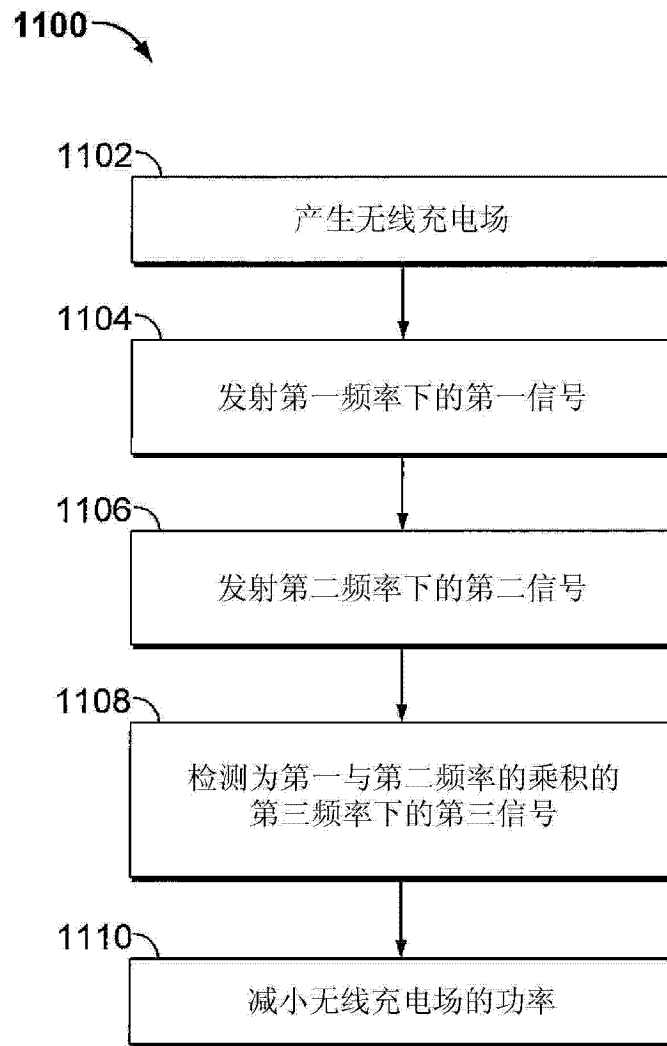 1100
1102
产生无线充电场
1104
发射第一频率下的第一信号
1106
发射第二频率下的第二信号
1108
检测为第一与第二频率的乘积的
第三频率下的第三信号
1110
减小无线充电场的功率